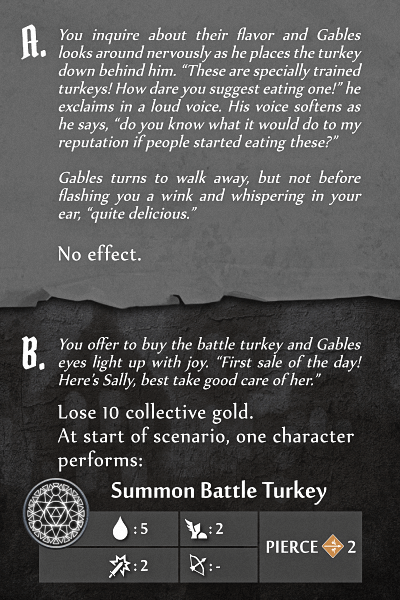 A. You inquire about their flavor and Gables
looks around nervously as he places the turkey
down behind him. “These are specially trained
turkeys! How dare you suggest eating one!” he
exclaims in a loud voice. His voice softens as
he says, “do you know what it would do to my
reputation if people started eating these?”
Gables turns to walk away, but not before
flashing you a wink and whispering in your
ear, “quite delicious.”
No effect.
B. You offer to buy the battle turkey and Gables
eyes light up with joy. “First sale of the day!
Here’s Sally, best take good care of her.”
Lose 10 collective gold.
At start of scenario, one character
performs:
Summon Battle Turkey
: 5 : 2
PIERCE 2
: 2 : -